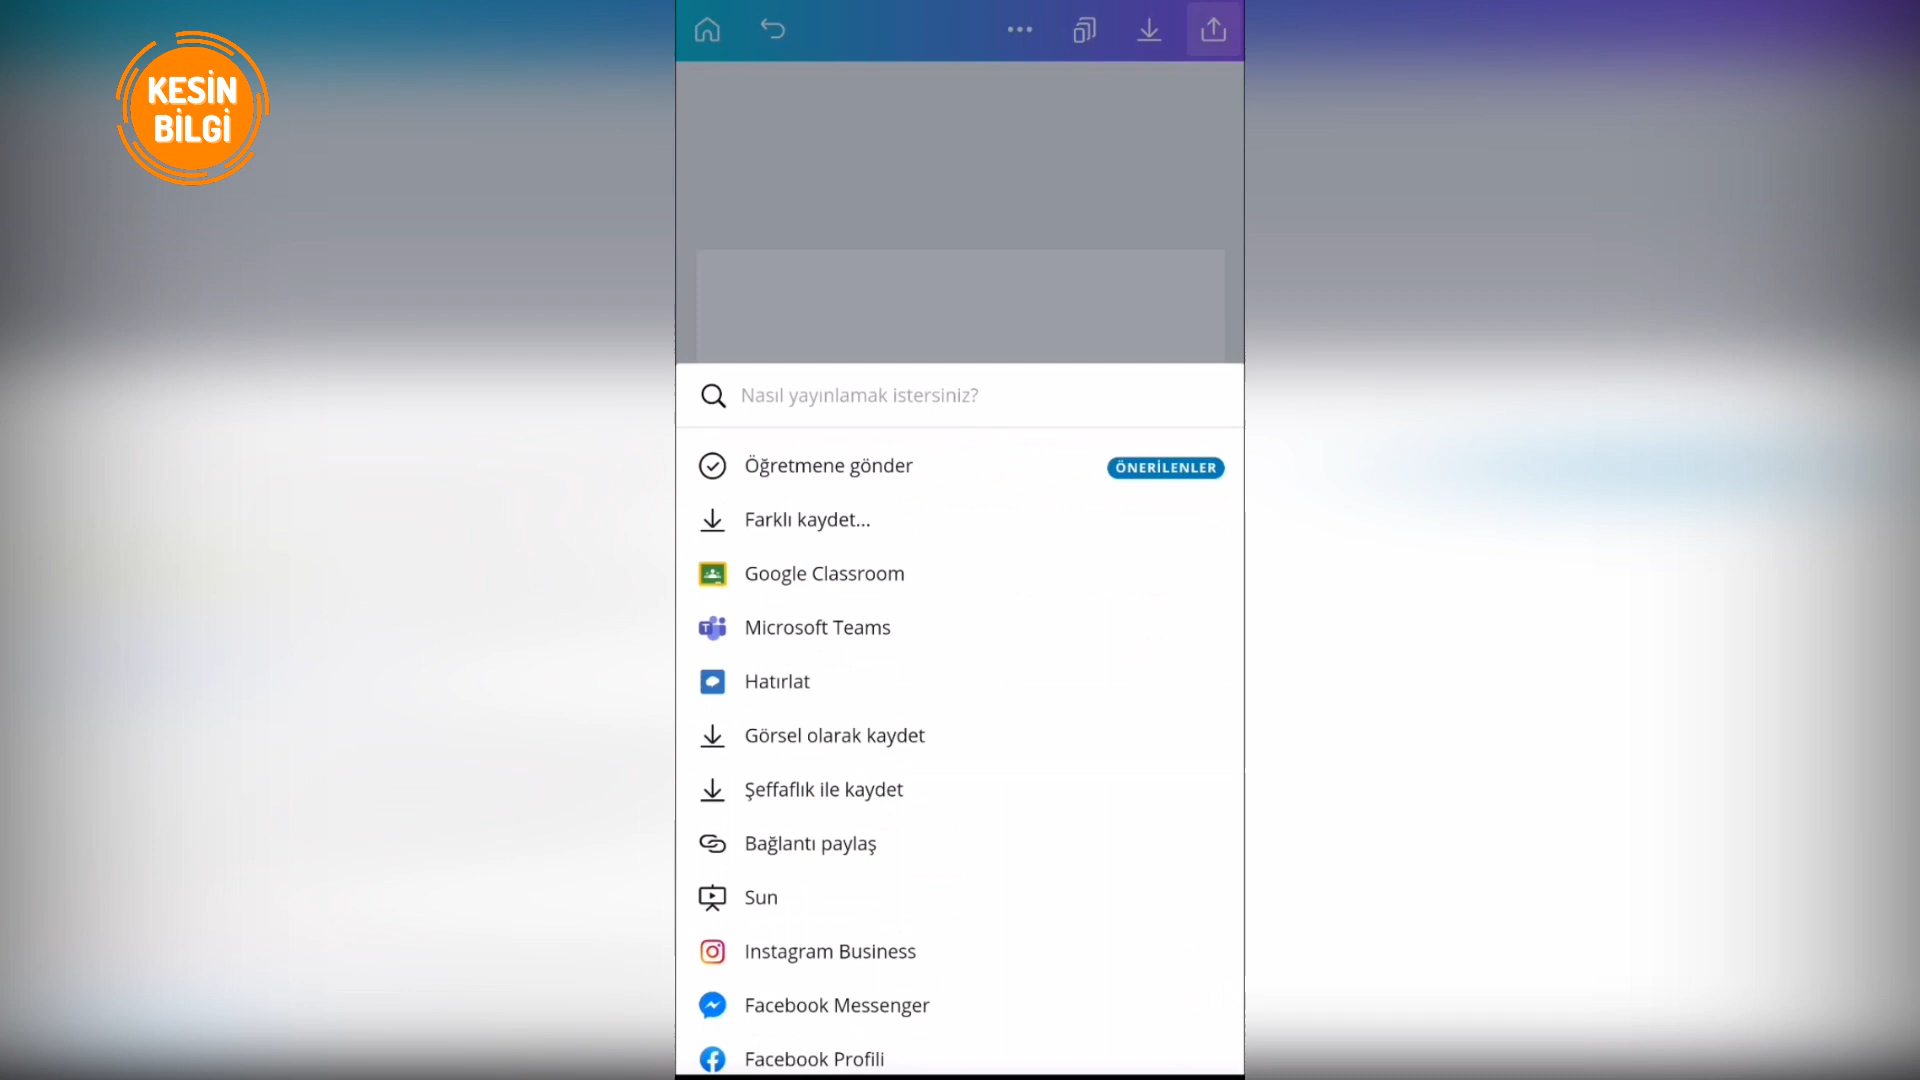 KESİN
BİLGİ
Nasıl yayınlamak istersiniz?
Öğretmene gönder
ÖNERİLENLER
Farklı kaydet...
Google Classroom
Microsoft Teams
Hatırlat
Görsel olarak kaydet
Şeffaflık ile kaydet
Bağlantı paylaş
Sun
Instagram Business
Facebook Messenger
Facebook Profili